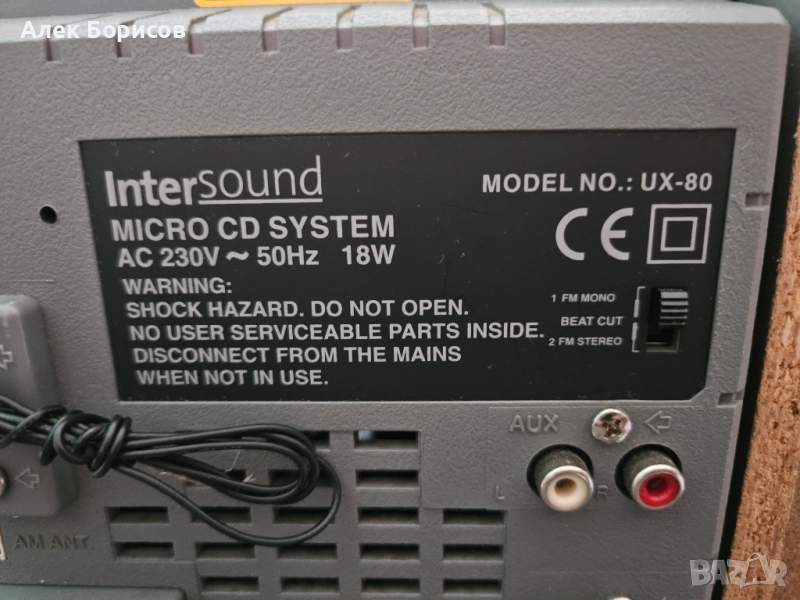 Алек Борисов
Intersound
MODEL NO.: UX-80
MICRO CD SYSTEM
AC 230V ~ 50Hz 18W
CE
WARNING:
SHOCK HAZARD. DO NOT OPEN.
NO USER SERVICEABLE PARTS INSIDE.
DISCONNECT FROM THE MAINS
WHEN NOT IN USE.
1 FM MONO
BEAT CUT
2 FM STEREO
AUX
L R
AM ANT.
BAZAR